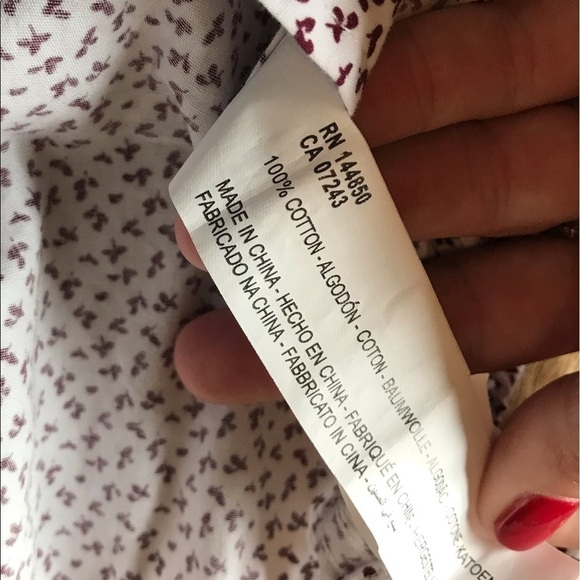 RN 144850
CA 07243
100% COTTON - ALGODÓN - COTON - BAUMWOLLE - ALGODÃO
MADE IN CHINA - HECHO EN CHINA - FABRIQUÉ EN CHINE
FABRICADO NA CHINA - FABBRICATO IN CINA -